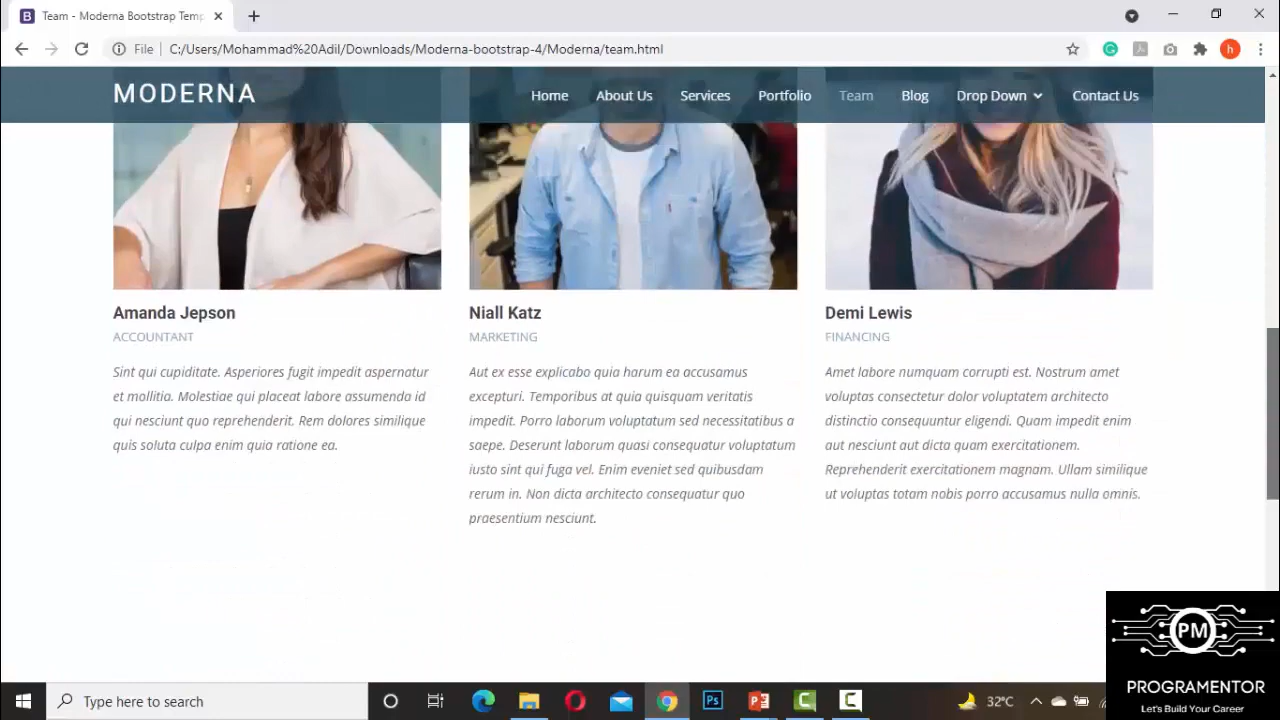 Team - Moderna Bootstrap Temp
File C:/Users/Mohammad%20Adil/Downloads/Moderna-bootstrap-4/Moderna/team.html
h
MODERNA
Home About Us Services Portfolio Team Blog Drop Down Contact Us
Amanda Jepson
ACCOUNTANT
Sint qui cupiditate. Asperiores fugit impedit aspernatur
et mollitia. Molestiae qui placeat labore assumenda id
qui nesciunt quo reprehenderit. Rem dolores similique
quis soluta culpa enim quia ratione ea.
Niall Katz
MARKETING
Aut ex esse explicabo quia harum ea accusamus
excepturi. Temporibus at quia quisquam veritatis
impedit. Porro laborum voluptatum sed necessitatibus a
saepe. Deserunt laborum quasi consequatur voluptatum
iusto sint qui fuga vel. Enim eveniet sed quibusdam
rerum in. Non dicta architecto consequatur quo
praesentium nesciunt.
Demi Lewis
FINANCING
Amet labore numquam corrupti est. Nostrum amet
voluptas consectetur dolor voluptatem architecto
distinctio consequuntur eligendi. Quam impedit enim
aut nesciunt aut dicta quam exercitationem.
Reprehenderit exercitationem magnam. Ullam similique
ut voluptas totam nobis porro accusamus nulla omnis.
PM
PROGRAMENTOR
Let's Build Your Career
Type here to search
Ps
32°C